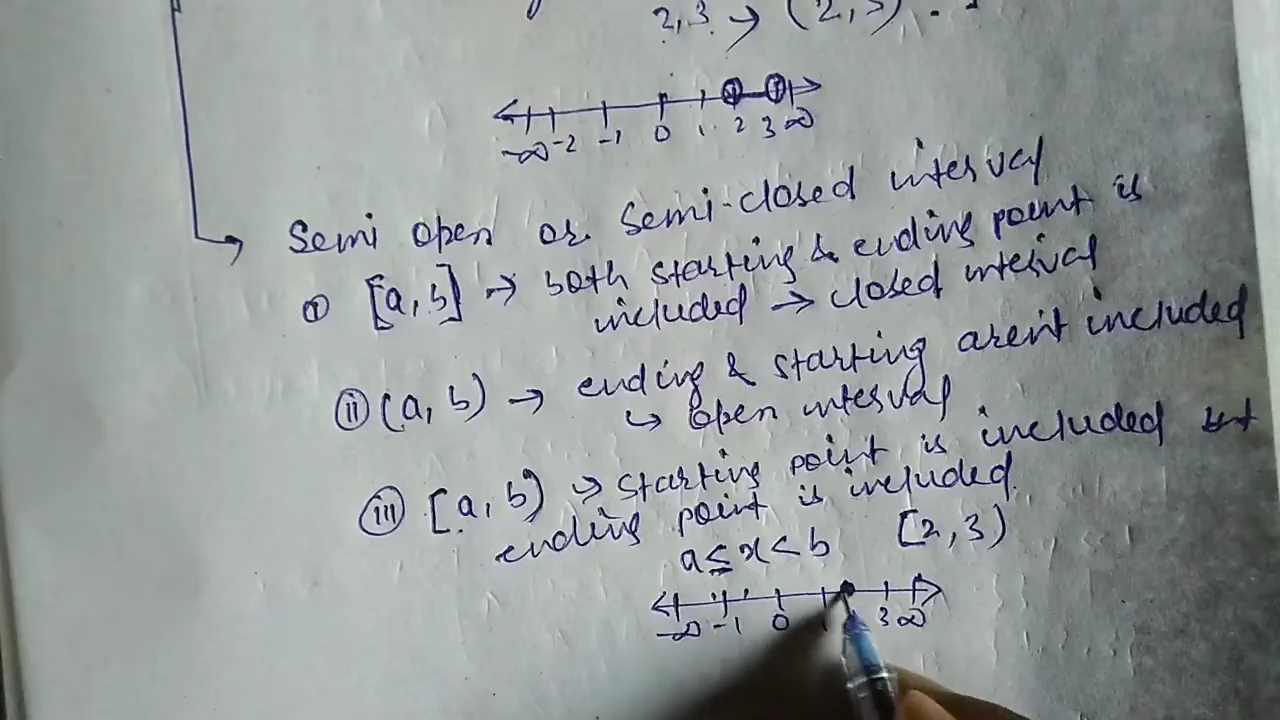 2,3 → (2,3)
-∞ -2 -1 0 1 2 3 ∞
Semi open or Semi-closed interval
(i) [a,b] → both starting & ending point is
included → closed interval
(ii) (a,b) → ending & starting aren't included
↳ open interval
(iii) [a,b) → starting point is included but
ending point is included.
a≤x<b [2,3)
-∞ -1 0 1 3 ∞